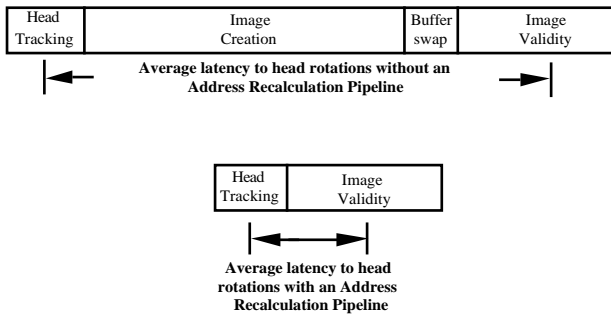 Head Tracking
Image Creation
Buffer swap
Image Validity
Average latency to head rotations without an
Address Recalculation Pipeline
Head Tracking
Image Validity
Average latency to head
rotations with an Address
Recalculation Pipeline